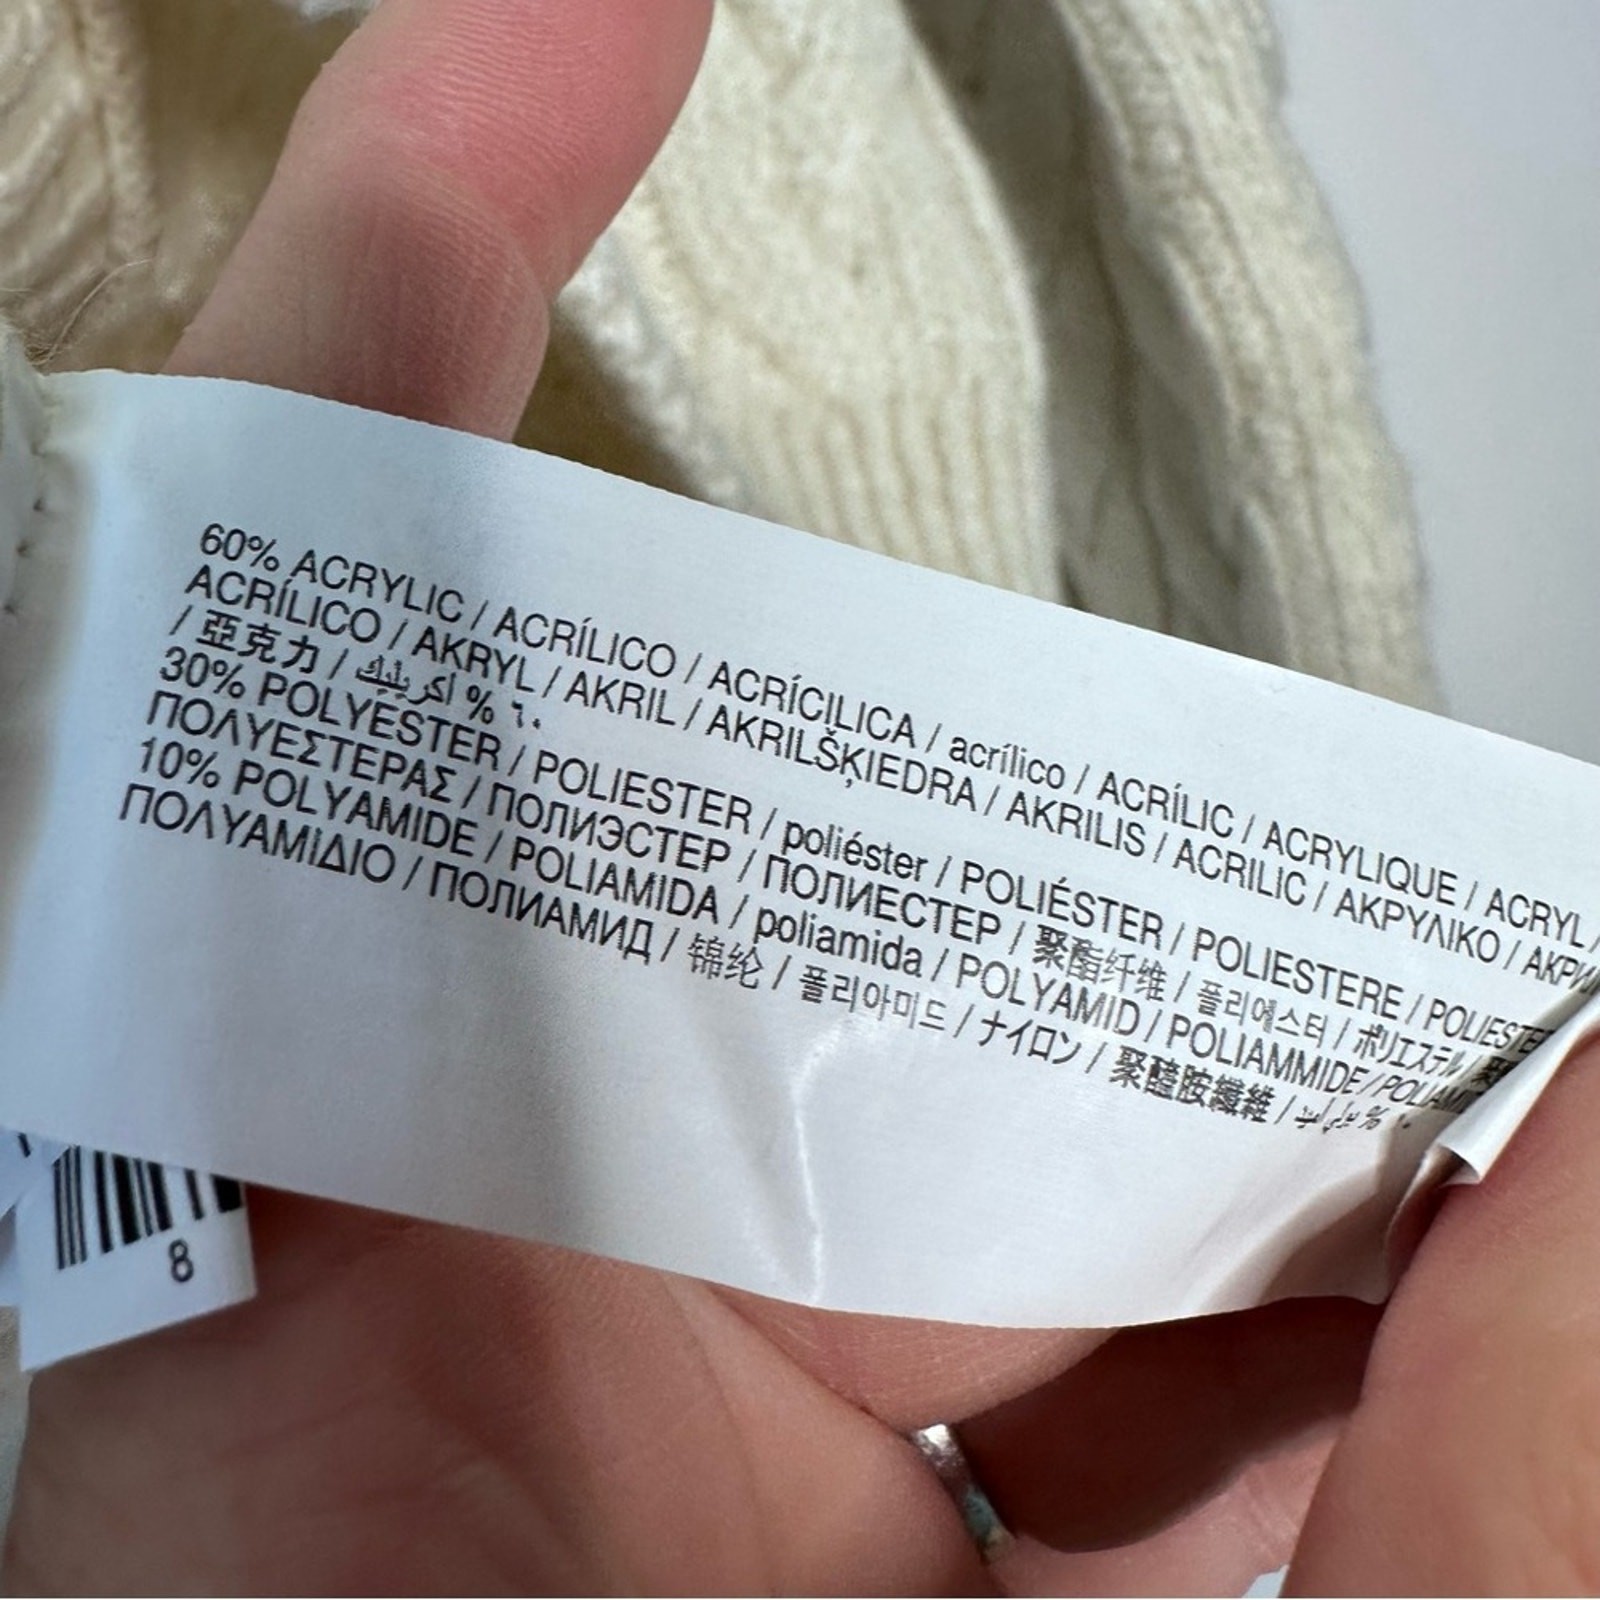 60% ACRYLIC / ACRÍLICO / ACRÍCILICA / acrílico / ACRÍLIC / ACRYLIQUE / ACRYL /
ACRÍLICO / AKRYL / AKRIL / AKRILŠĶIEDRA / AKRILIS / ACRILIC / ΑΚΡΥΛΙΚΟ /
/ 亞克力 / أكريليك % ٦٠
30% POLYESTER / POLIESTER / poliéster / POLIÉSTER / POLIESTERE /
ΠΟΛΥΕΣΤΕΡΑΣ / ПОЛИЭСТЕР / ПОЛИЕСТЕР / 聚酯纤维 / 폴리에스터 / ポリエステル /
10% POLYAMIDE / POLIAMIDA / poliamida / POLYAMID / POLIAMMIDE /
ΠΟΛΥΑΜΙΔΙΟ / ПОЛИАМИД / 锦纶 / 폴리아미드 / ナイロン / 聚醯胺纖維 /
8